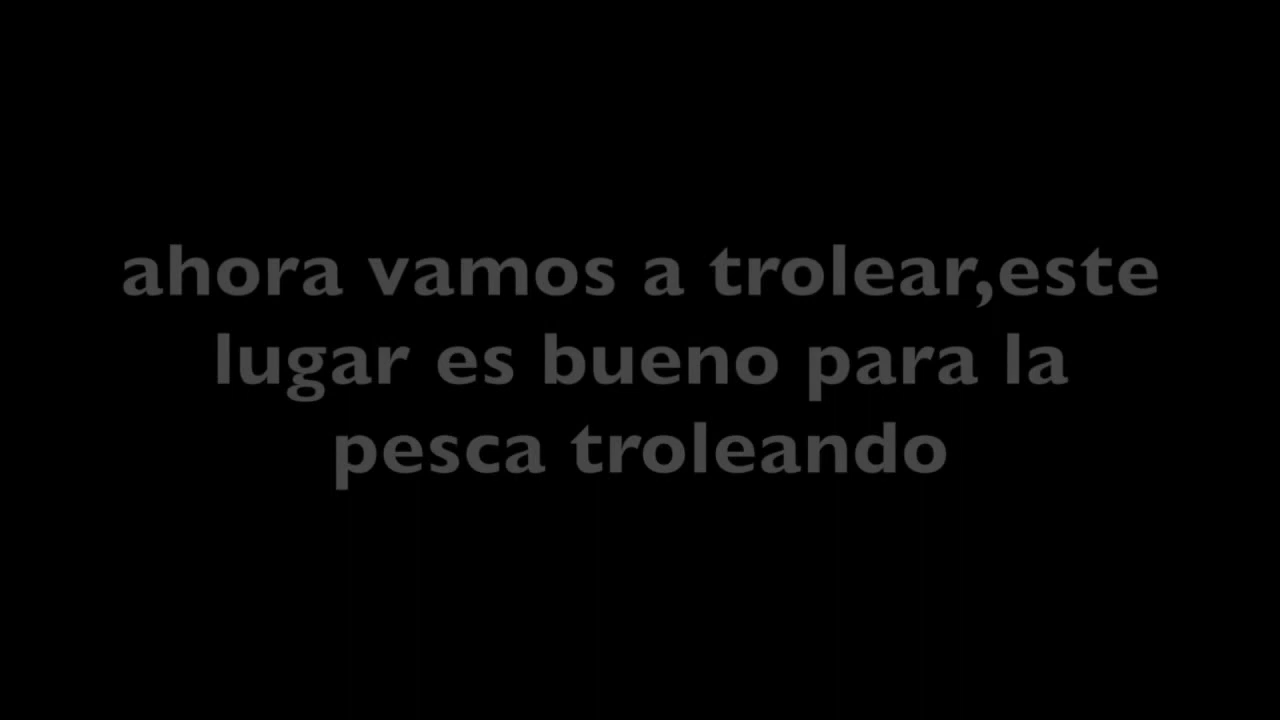 ahora vamos a trolear,este
lugar es bueno para la
pesca troleando